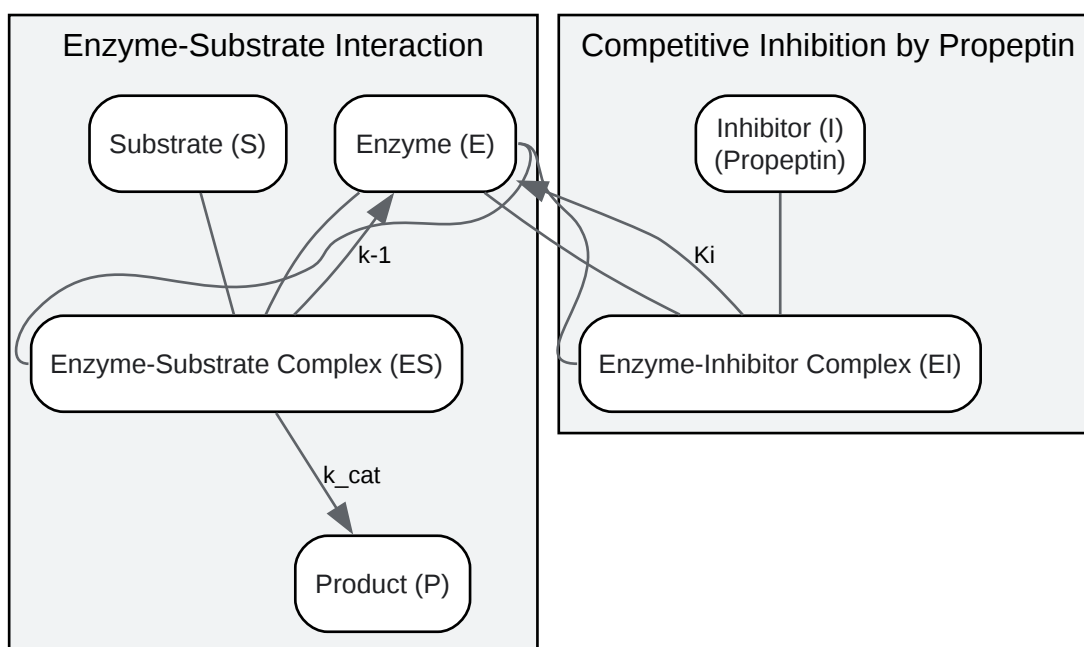 Enzyme-Substrate Interaction
Competitive Inhibition by Propeptin
Substrate (S)
Enzyme (E)
Inhibitor (I)
(Propeptin)
k-1
Ki
Enzyme-Substrate Complex (ES)
Enzyme-Inhibitor Complex (EI)
k_cat
Product (P)